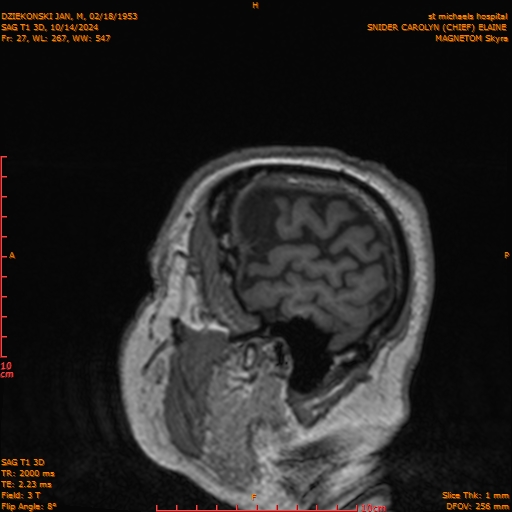 H
DZIEKONSKI JAN, M, 02/18/1953
SAG T1 3D, 10/14/2024
Fr: 27, WL: 267, WW: 547
st michaels hospital
SNIDER CAROLYN (CHIEF) ELAINE
MAGNETOM Skyra
A
P
10
cm
SAG T1 3D
TR: 2000 ms
TE: 2.23 ms
Field: 3 T
Flip Angle: 8°
F
10cm
Slice Thk: 1 mm
DFOV: 256 mm